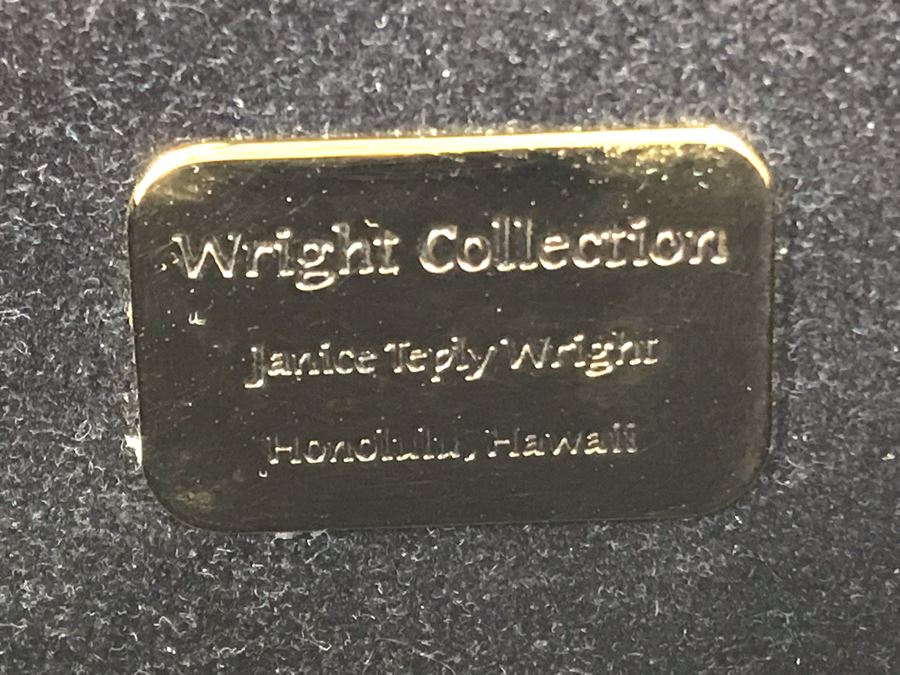 Wright Collection
Janice Teply Wright
Honolulu, Hawaii